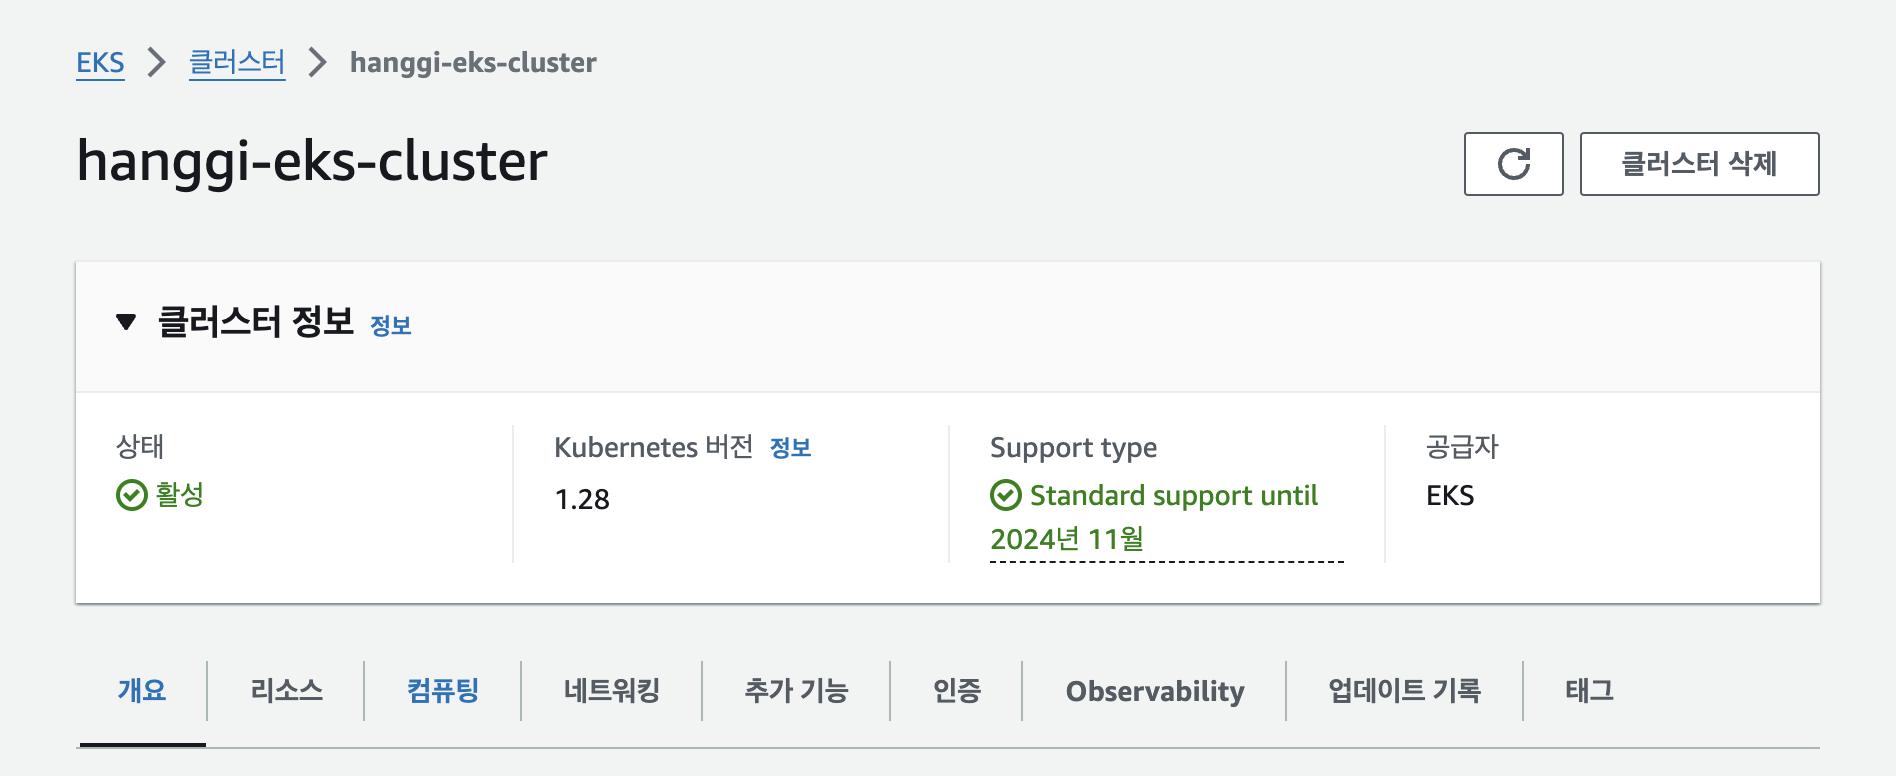 EKS 클러스터 hanggi-eks-cluster
hanggi-eks-cluster
클러스터 삭제
클러스터 정보 정보
상태
활성
Kubernetes 버전 정보
1.28
Support type
Standard support until
2024년 11월
공급자
EKS
개요 리소스 컴퓨팅 네트워킹 추가 기능 인증 Observability 업데이트 기록 태그